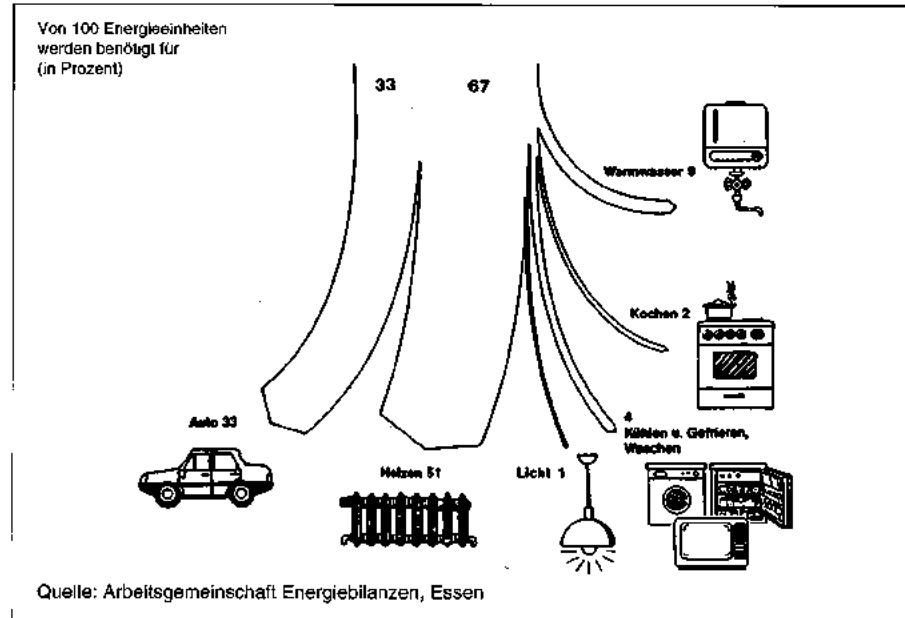 Von 100 Energieeinheiten
werden benötigt für
(in Prozent)
33 67
Warmwasser 9
Kochen 2
4
Kühlen u. Gefrieren,
Waschen
Auto 33
Heizen 51
Licht 1
Quelle: Arbeitsgemeinschaft Energiebilanzen, Essen